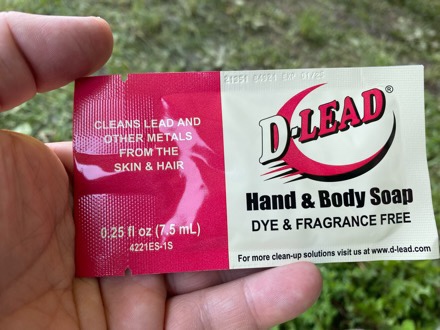 CLEANS LEAD AND
OTHER METALS
FROM THE
SKIN & HAIR
0.25 fl oz (7.5 mL)
4221ES-1S
D-LEAD®
Hand & Body Soap
DYE & FRAGRANCE FREE
For more clean-up solutions visit us at www.d-lead.com